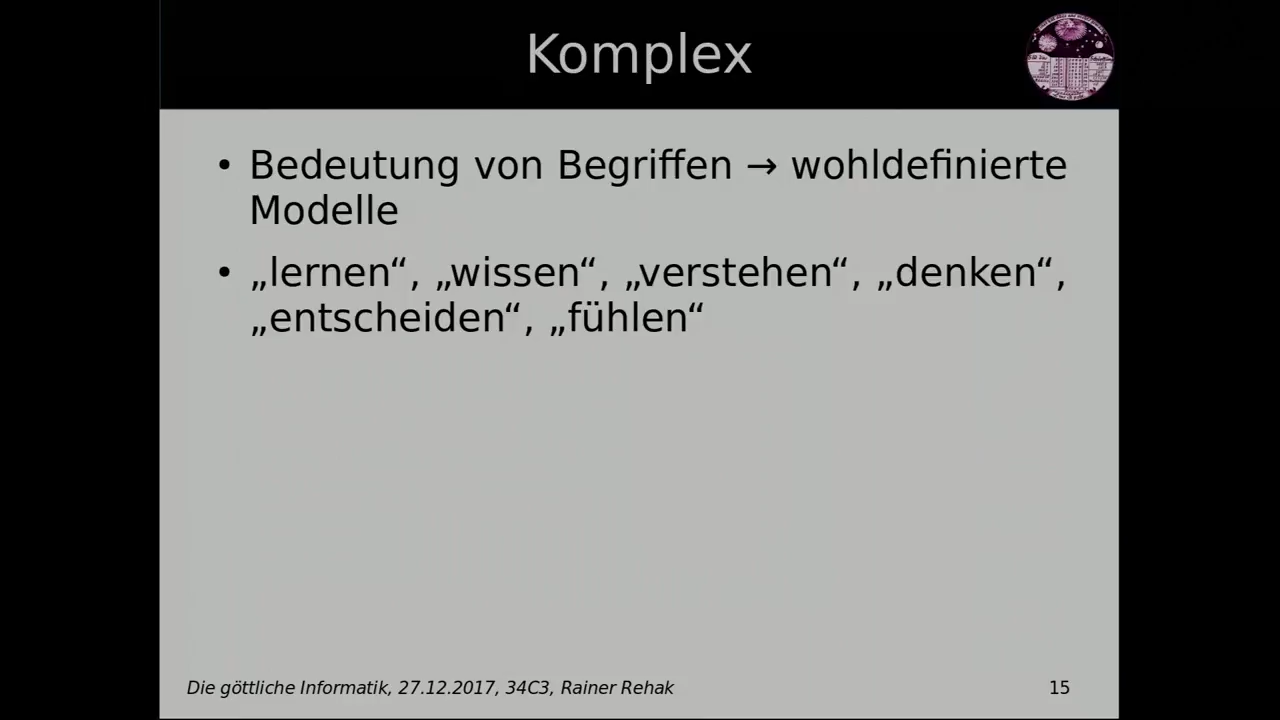 Komplex
• Bedeutung von Begriffen → wohldefinierte
Modelle
• „lernen“, „wissen“, „verstehen“, „denken“,
„entscheiden“, „fühlen“
Die göttliche Informatik, 27.12.2017, 34C3, Rainer Rehak
15